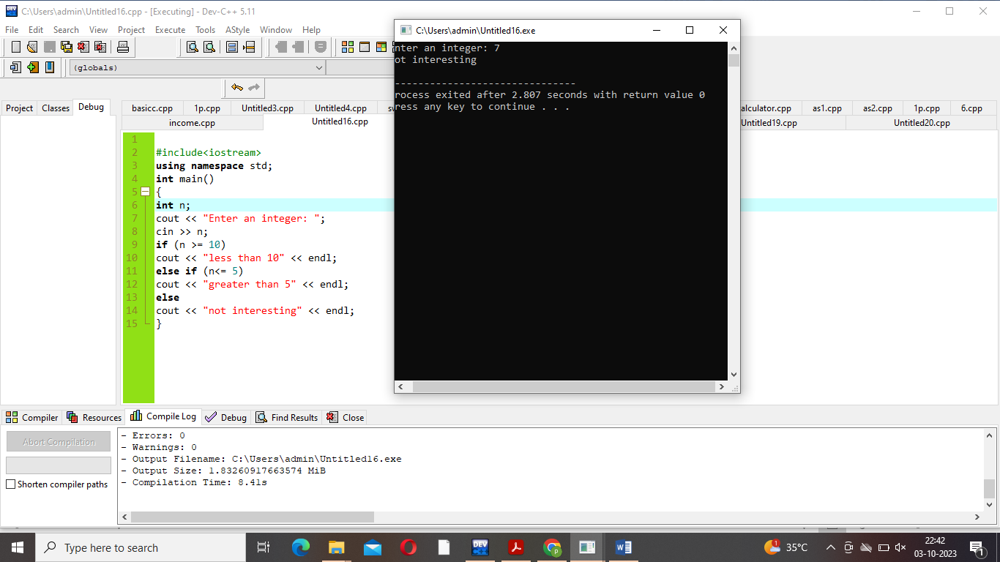 C:\Users\admin\Untitled16.cpp - [Executing] - Dev-C++ 5.11
File Edit Search View Project Execute Tools AStyle Window Help
(globals)
Project Classes Debug
basicc.cpp 1p.cpp Untitled3.cpp Untitled4.cpp sw alculator.cpp as1.cpp as2.cpp 1p.cpp 6.cpp
income.cpp Untitled16.cpp Untitled19.cpp Untitled20.cpp
1
2 #include<iostream>
3 using namespace std;
4 int main()
5 {
6 int n;
7 cout << "Enter an integer: ";
8 cin >> n;
9 if (n >= 10)
10 cout << "less than 10" << endl;
11 else if (n<= 5)
12 cout << "greater than 5" << endl;
13 else
14 cout << "not interesting" << endl;
15 }
C:\Users\admin\Untitled16.exe
nter an integer: 7
ot interesting
-------------------------------
rocess exited after 2.807 seconds with return value 0
ress any key to continue . . .
Compiler Resources Compile Log Debug Find Results Close
Abort Compilation
Shorten compiler paths
- Errors: 0
- Warnings: 0
- Output Filename: C:\Users\admin\Untitled16.exe
- Output Size: 1.83260917663574 MiB
- Compilation Time: 8.41s
Type here to search
DEV
35°C
22:42
03-10-2023
1